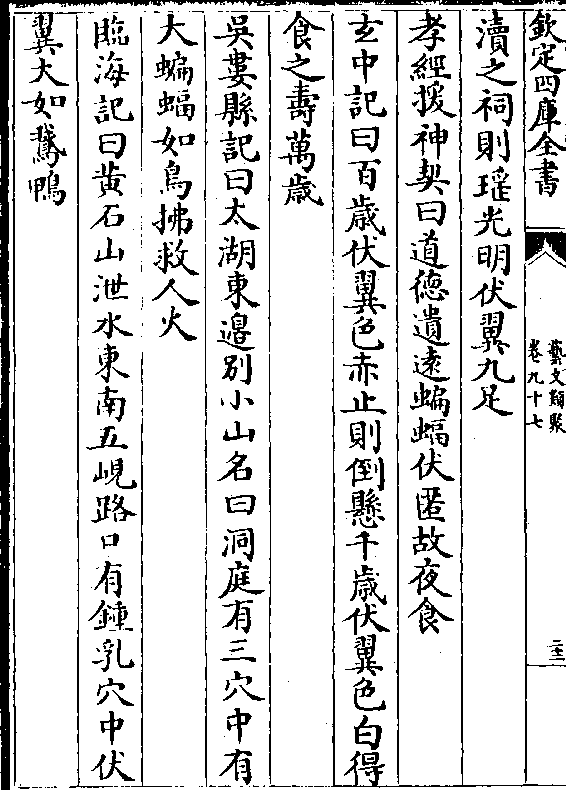 欽定四庫全書
藝文類聚
卷九十七
瀆之祠則瑤光明伏翼九足
孝經援神契曰道德遺遠蝙蝠伏匿故夜食
玄中記曰百歲伏翼色赤止則倒懸千歲伏翼色白得
食之壽萬歲
吳婁縣記曰太湖東邉别小山名曰洞庭有三穴中有
大蝙蝠如鳥拂救人火
臨海記曰黄石山泄水東南五峴路口有鍾乳穴中伏
翼大如鵞鴨